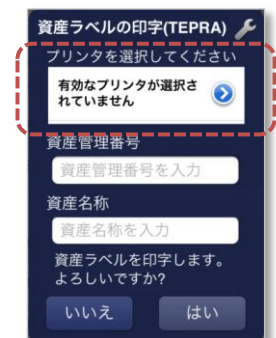 資産ラベルの印字(TEPRA)
プリンタを選択してください
有効なプリンタが選択さ
れていません
資産管理番号
資産管理番号を入力
資産名称
資産名称を入力
資産ラベルを印字します。
よろしいですか?
いいえ
はい